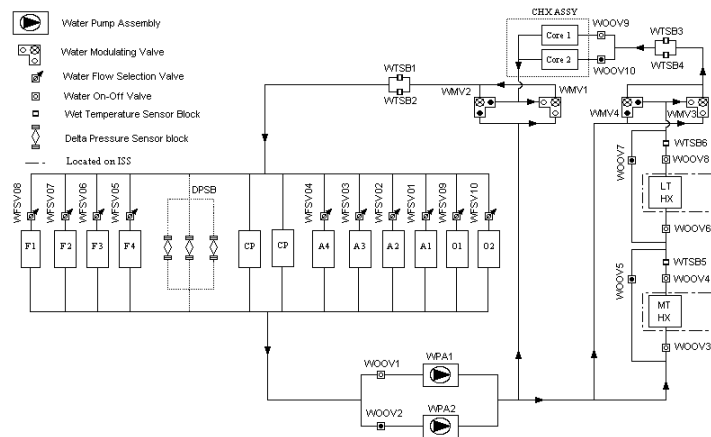 Water Pump Assembly
Water Modulating Valve
Water Flow Selection Valve
Water On-Off Valve
Wet Temperature Sensor Block
Delta Pressure Sensor block
Located on ISS
CHX ASSY
Core 1
Core 2
WOOV9
WOOV10
WTSB3
WTSB4
WTSB1
WTSB2
WMV2
WMV1
WMV4
WMV3
WTSB6
WOOV8
WOOV7
LT
HX
WOOV6
WTSB5
WOOV5
WOOV4
MT
HX
WOOV3
WFSV08
WFSV07
WFSV06
WFSV05
DPSB
WFSV04
WFSV03
WFSV02
WFSV01
WFSV09
WFSV10
F1
F2
F3
F4
CP
CP
A4
A3
A2
A1
O1
O2
WOOV1
WPA1
WOOV2
WPA2